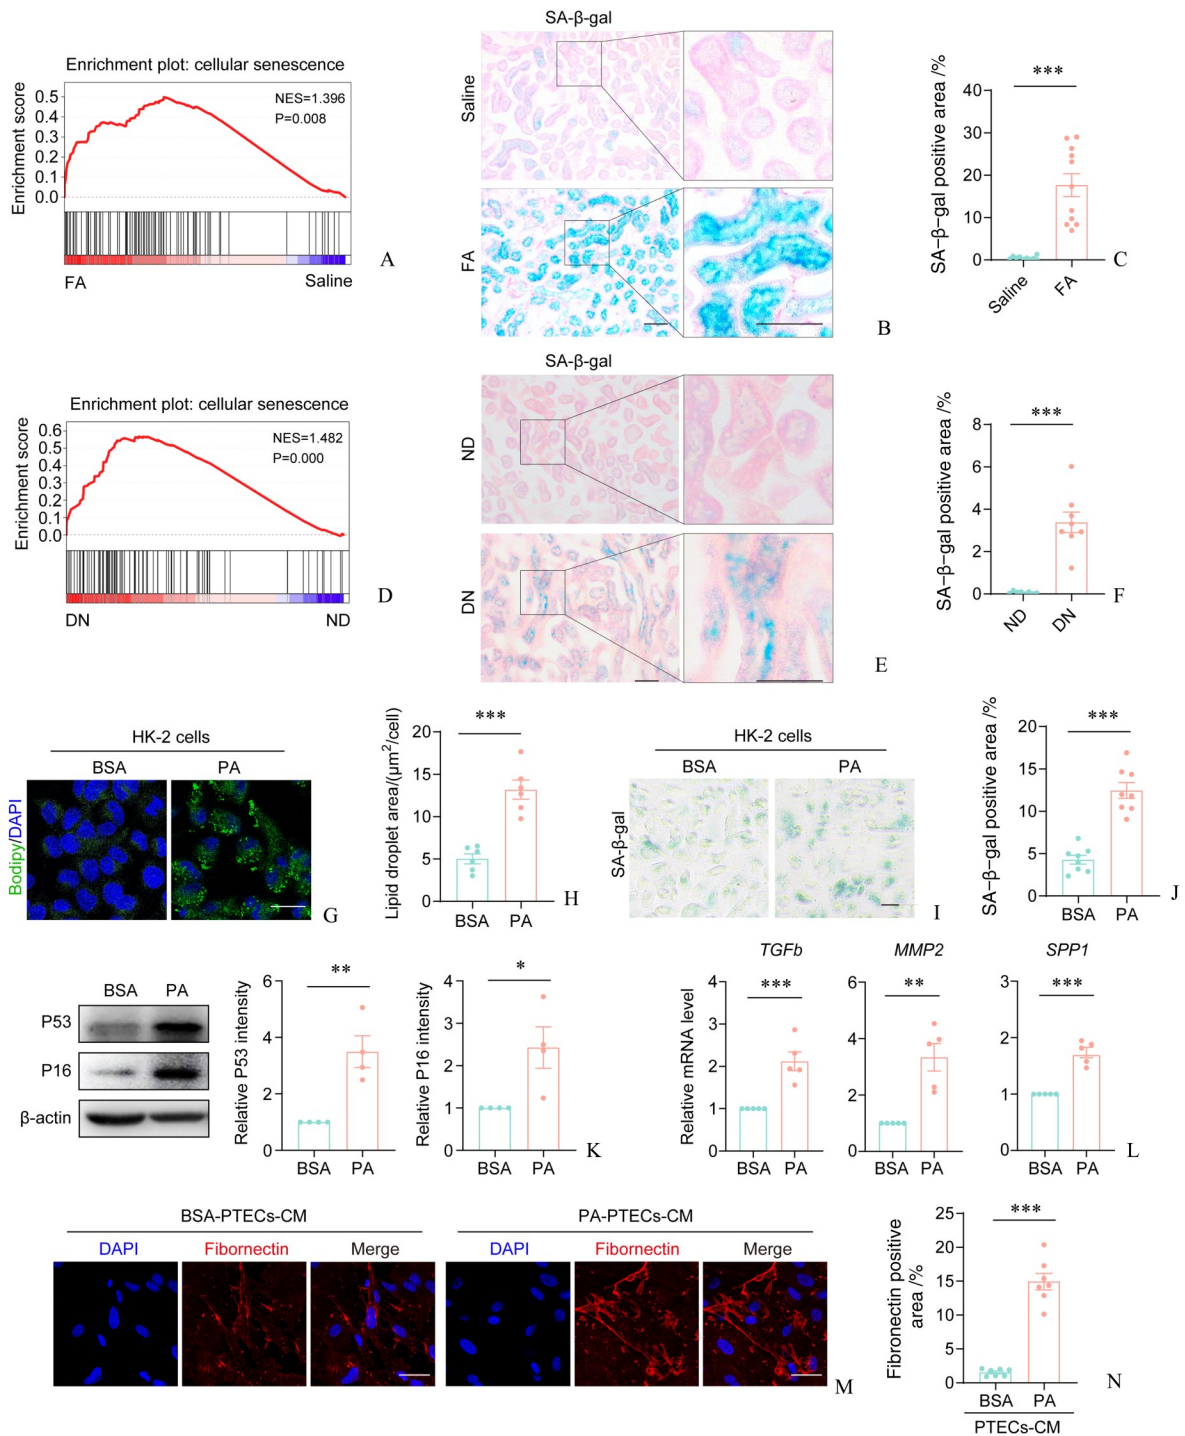 SA-β-gal
Enrichment plot: cellular senescence
Enrichment score
0.5
0.4
0.3
0.2
0.1
0.0
NES=1.396
P=0.008
FA
Saline
A
Saline
FA
B
SA-β-gal positive area /%
***
40
30
20
10
0
Saline
FA
C
SA-β-gal
Enrichment plot: cellular senescence
Enrichment score
0.6
0.5
0.4
0.3
0.2
0.1
0.0
NES=1.482
P=0.000
DN
ND
D
ND
DN
E
SA-β-gal positive area /%
***
8
6
4
2
0
ND
DN
F
HK-2 cells
BSA PA
Bodipy/DAPI
G
Lipid droplet area/(μm²/cell)
***
20
15
10
5
0
BSA PA
H
HK-2 cells
BSA PA
SA-β-gal
I
SA-β-gal positive area /%
***
20
15
10
5
0
BSA PA
J
BSA PA
P53
P16
β-actin
Relative P53 intensity
**
6
4
2
0
BSA PA
Relative P16 intensity
*
4
3
2
1
0
BSA PA
K
Relative mRNA level
TGFb
***
4
3
2
1
0
BSA PA
MMP2
**
6
4
2
0
BSA PA
SPP1
***
3
2
1
0
BSA PA
L
BSA-PTECs-CM
DAPI Fibornectin Merge
PA-PTECs-CM
DAPI Fibornectin Merge
M
Fibronectin positive
area /%
***
25
20
15
10
5
0
BSA PA
PTECs-CM
N